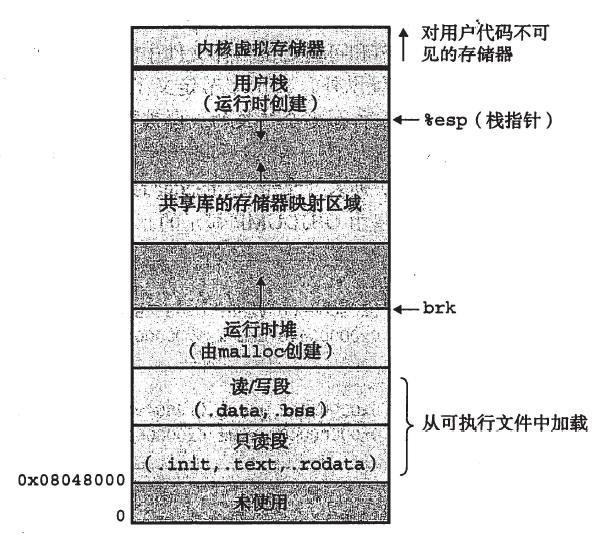 内核虚拟存储器
对用户代码不可
见的存储器
用户栈
(运行时创建)
%esp(栈指针)
共享库的存储器映射区域
brk
运行时堆
(由malloc创建)
读/写段
(.data,.bss)
从可执行文件中加载
只读段
(.init,.text,.rodata)
0x08048000
未使用
0